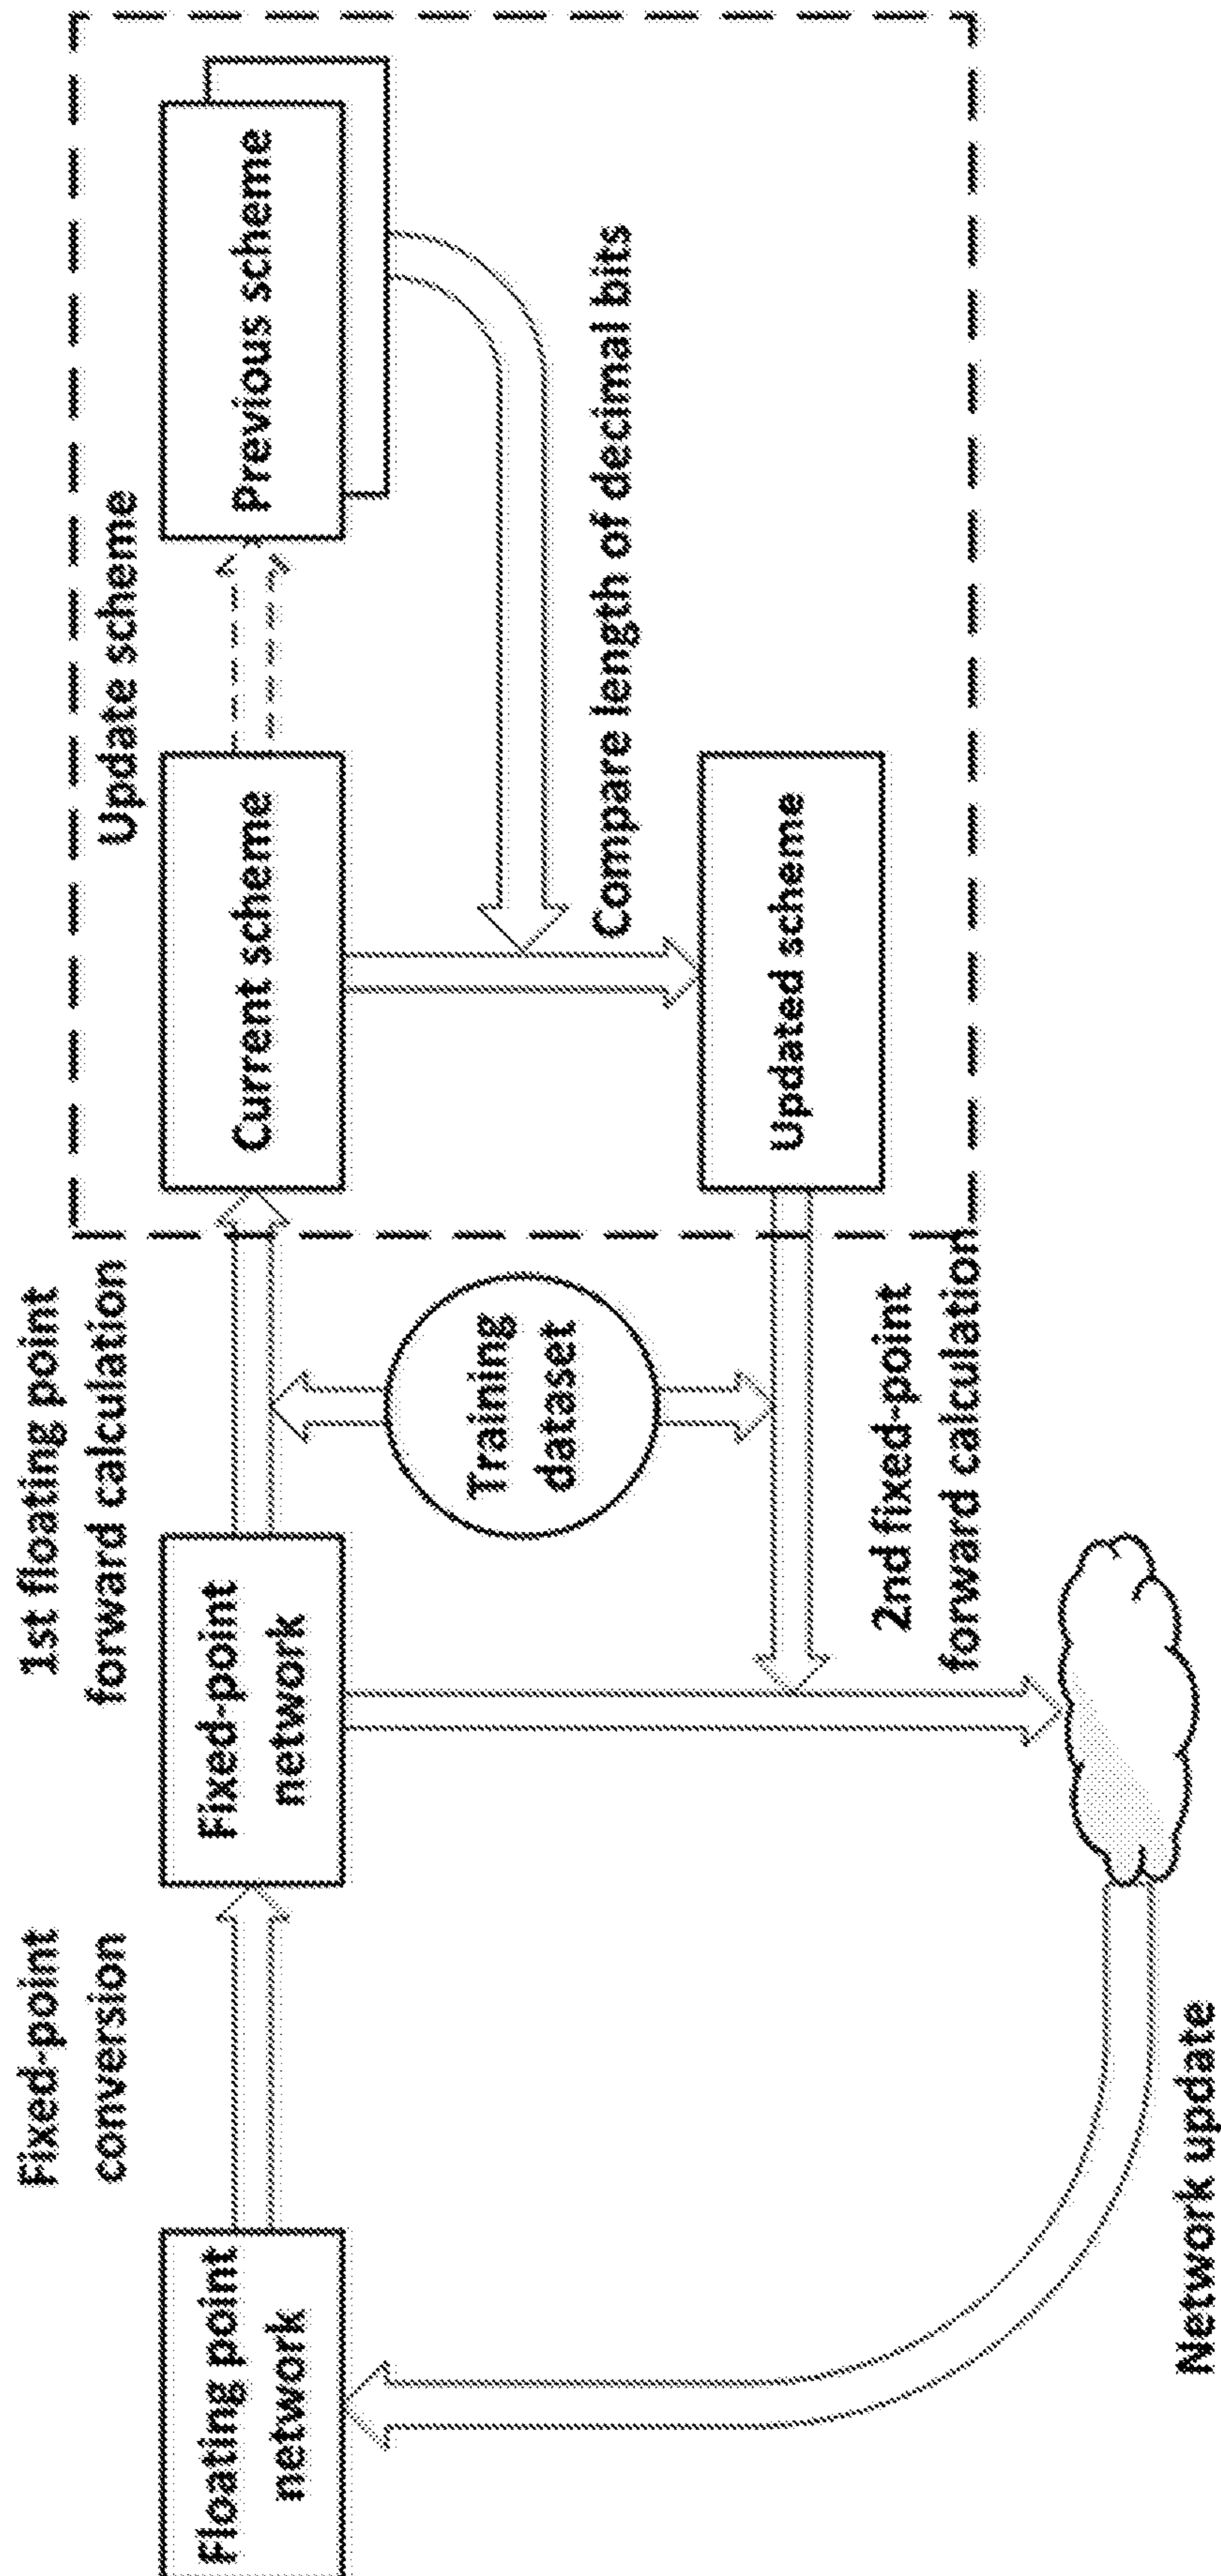 Fixed-point
conversion
1st floating point
forward calculation
Update scheme
Floating point
network
Fixed-point
network
Current scheme
Previous scheme
Training
dataset
Compare length of decimal bits
Updated scheme
2nd fixed-point
forward calculation
Network update